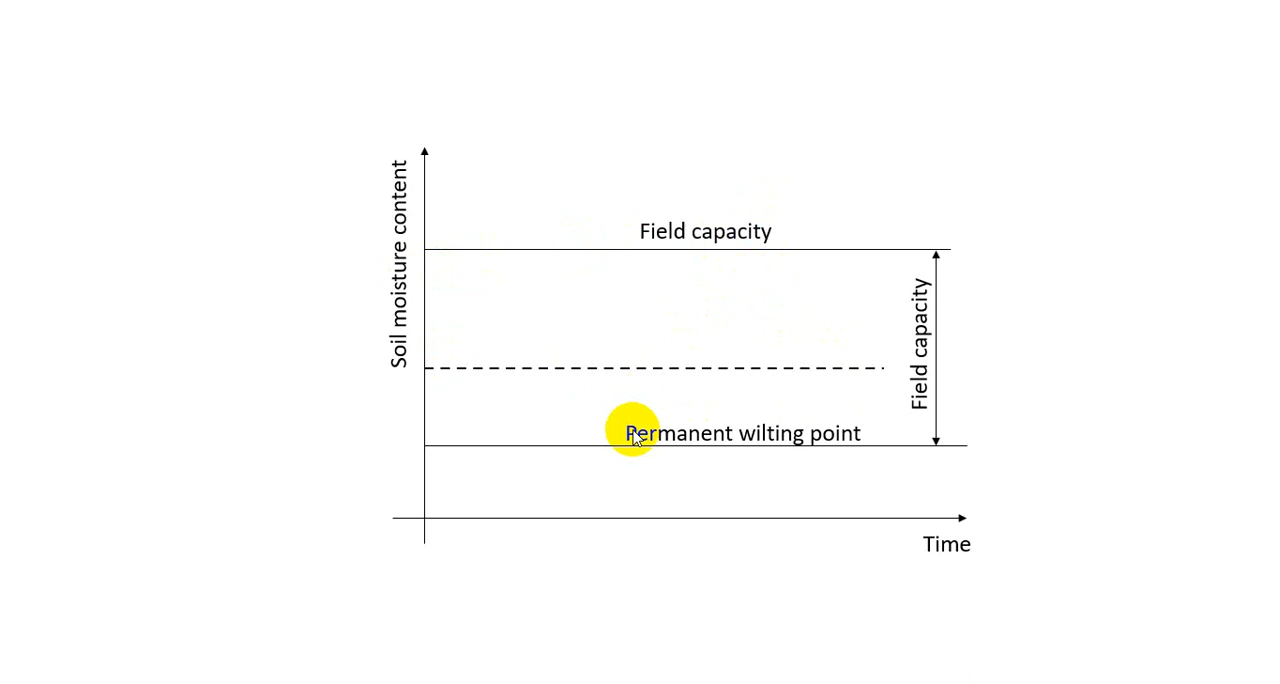 Soil moisture content
Field capacity
Field capacity
Permanent wilting point
Time